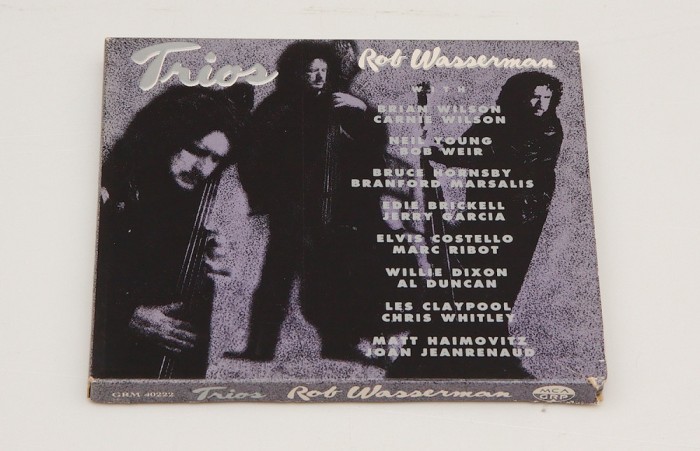 Trios
Rob Wasserman
WITH
BRIAN WILSON
CARNIE WILSON
NEIL YOUNG
BOB WEIR
BRUCE HORNSBY
BRANFORD MARSALIS
EDIE BRICKELL
JERRY GARCIA
ELVIS COSTELLO
MARC RIBOT
WILLIE DIXON
AL DUNCAN
LES CLAYPOOL
CHRIS WHITLEY
MATT HAIMOVITZ
JOAN JEANRENAUD
GRM 40222 Trios Rob Wasserman MCA
GRP